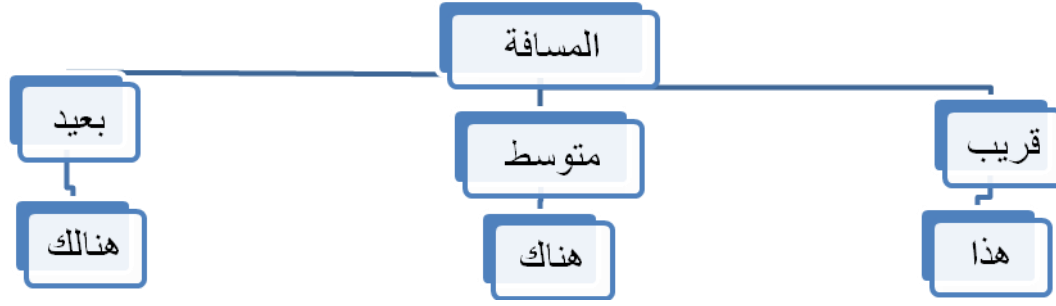 المسافة
قريب
متوسط
بعيد
هذا
هناك
هنالك